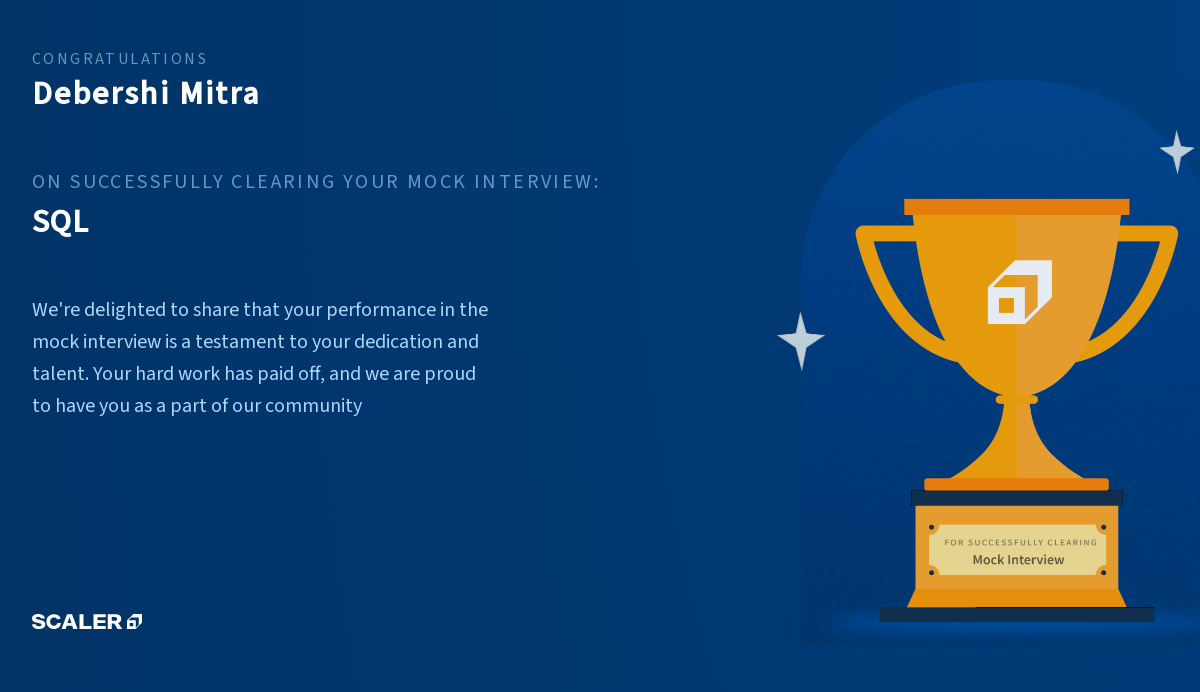 CONGRATULATIONS
Debershi Mitra
ON SUCCESSFULLY CLEARING YOUR MOCK INTERVIEW:
SQL
We're delighted to share that your performance in the
mock interview is a testament to your dedication and
talent. Your hard work has paid off, and we are proud
to have you as a part of our community
FOR SUCCESSFULLY CLEARING
Mock Interview
SCALER